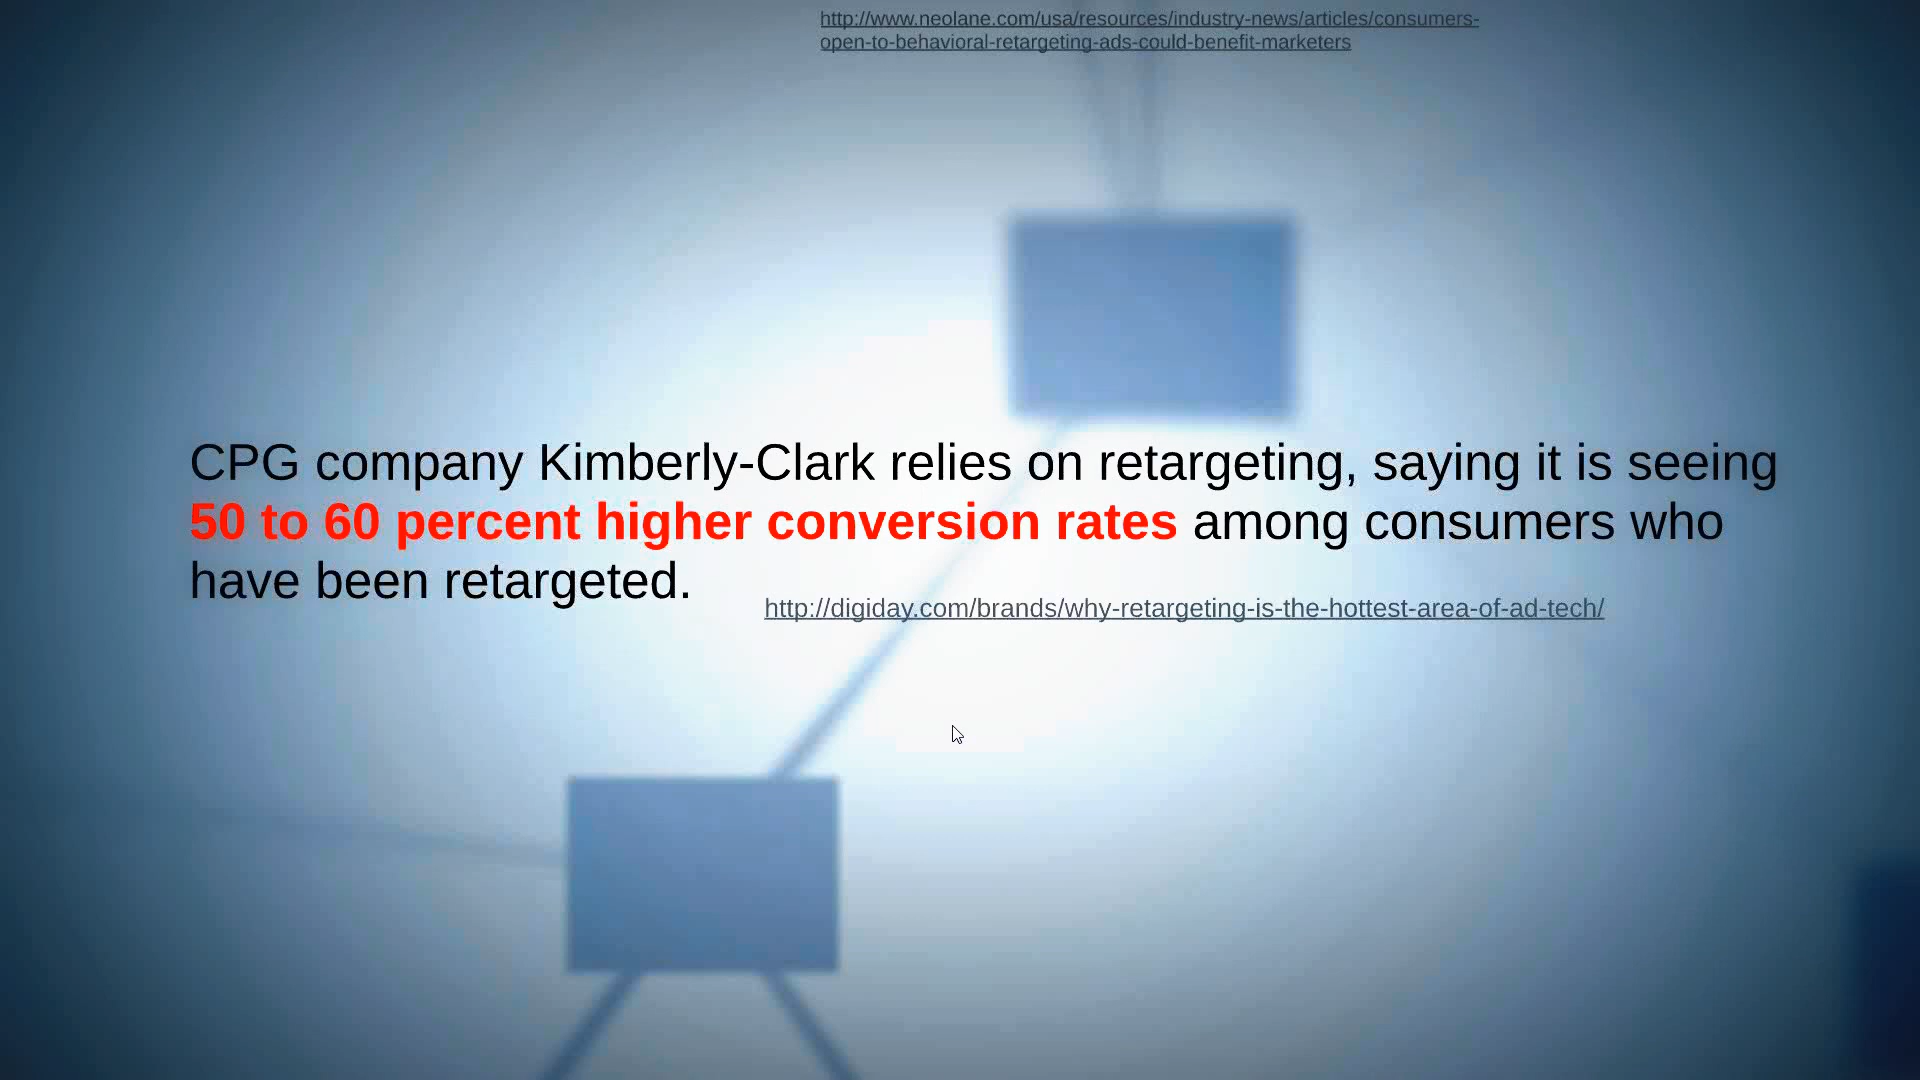 http://www.neolane.com/usa/resources/industry-news/articles/consumers-
open-to-behavioral-retargeting-ads-could-benefit-marketers
CPG company Kimberly-Clark relies on retargeting, saying it is seeing
50 to 60 percent higher conversion rates among consumers who
have been retargeted.
http://digiday.com/brands/why-retargeting-is-the-hottest-area-of-ad-tech/